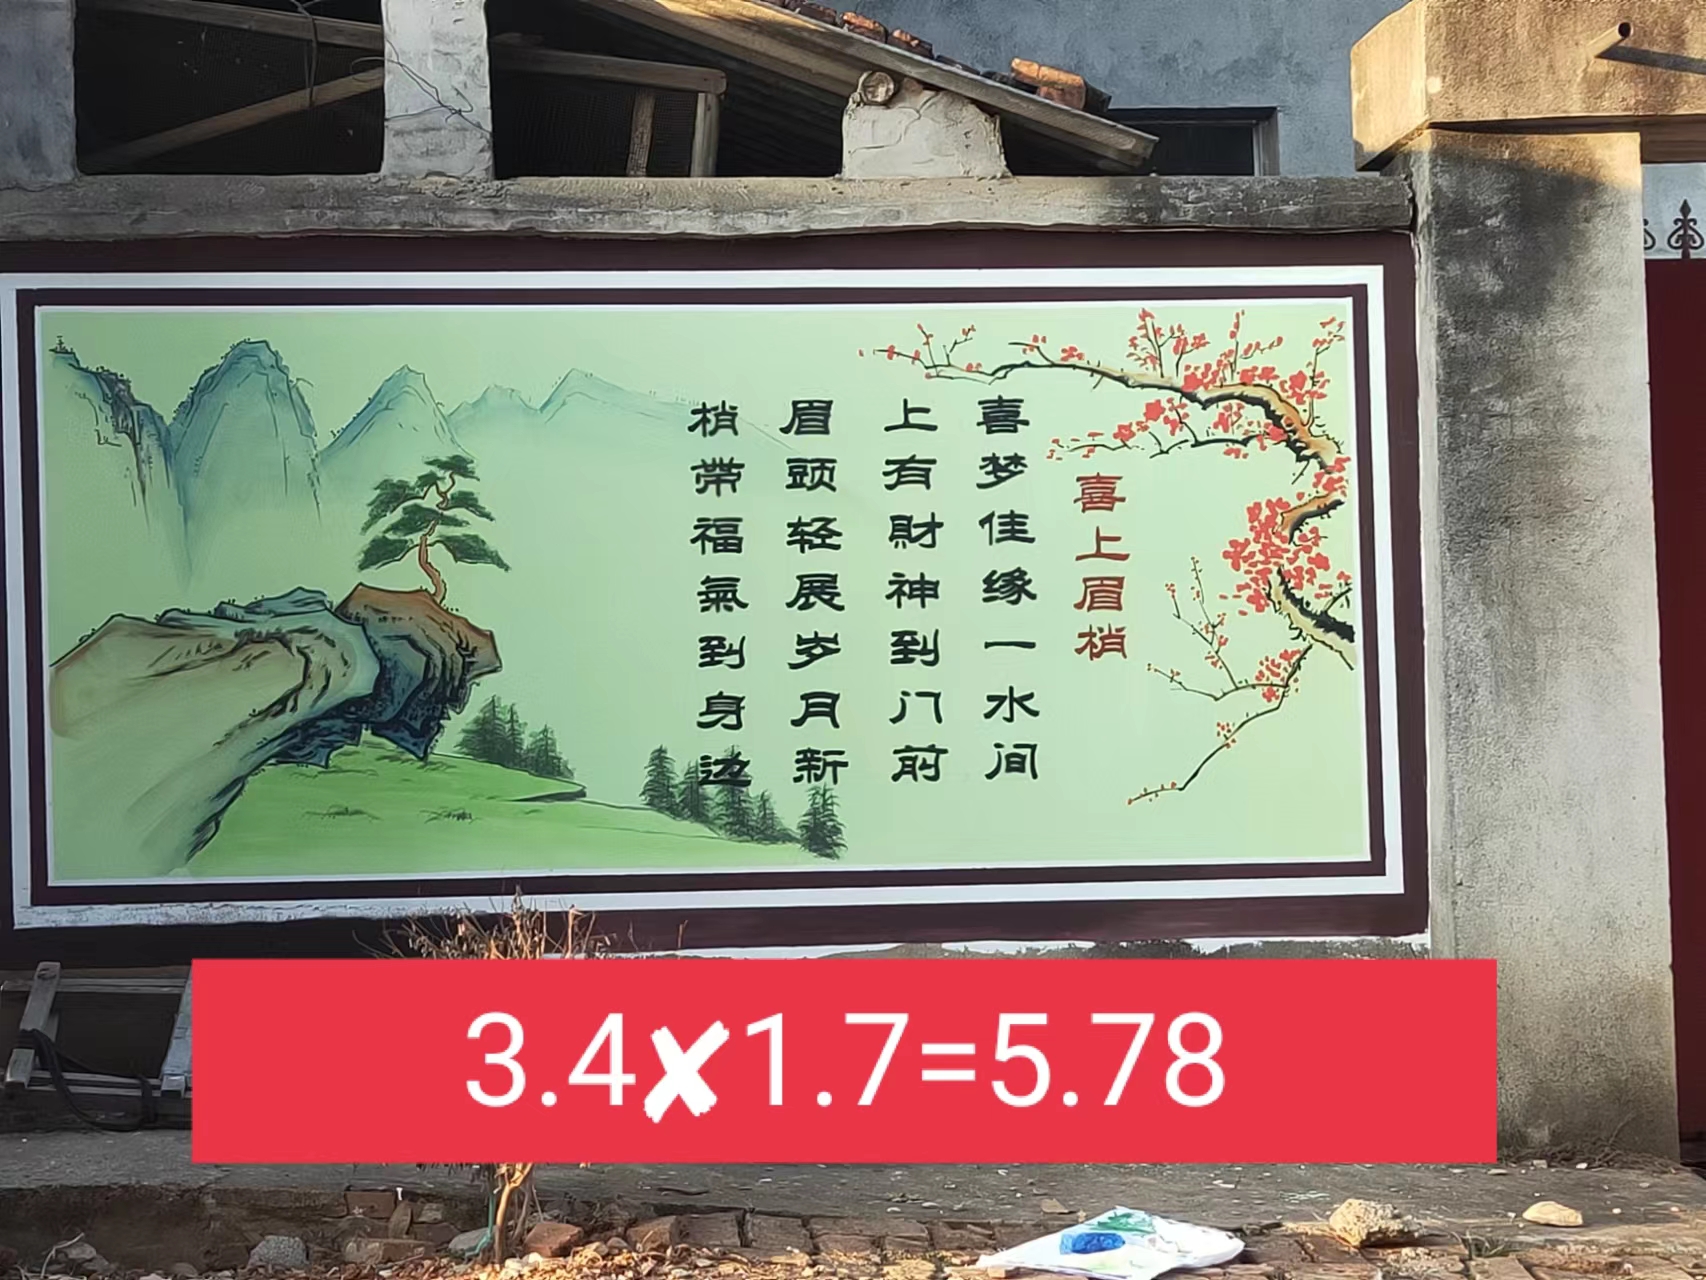 喜上眉梢
喜梦佳缘一水间
上有財神到门前
眉头轻展岁月新
梢带福氣到身边
3.4✘1.7=5.78